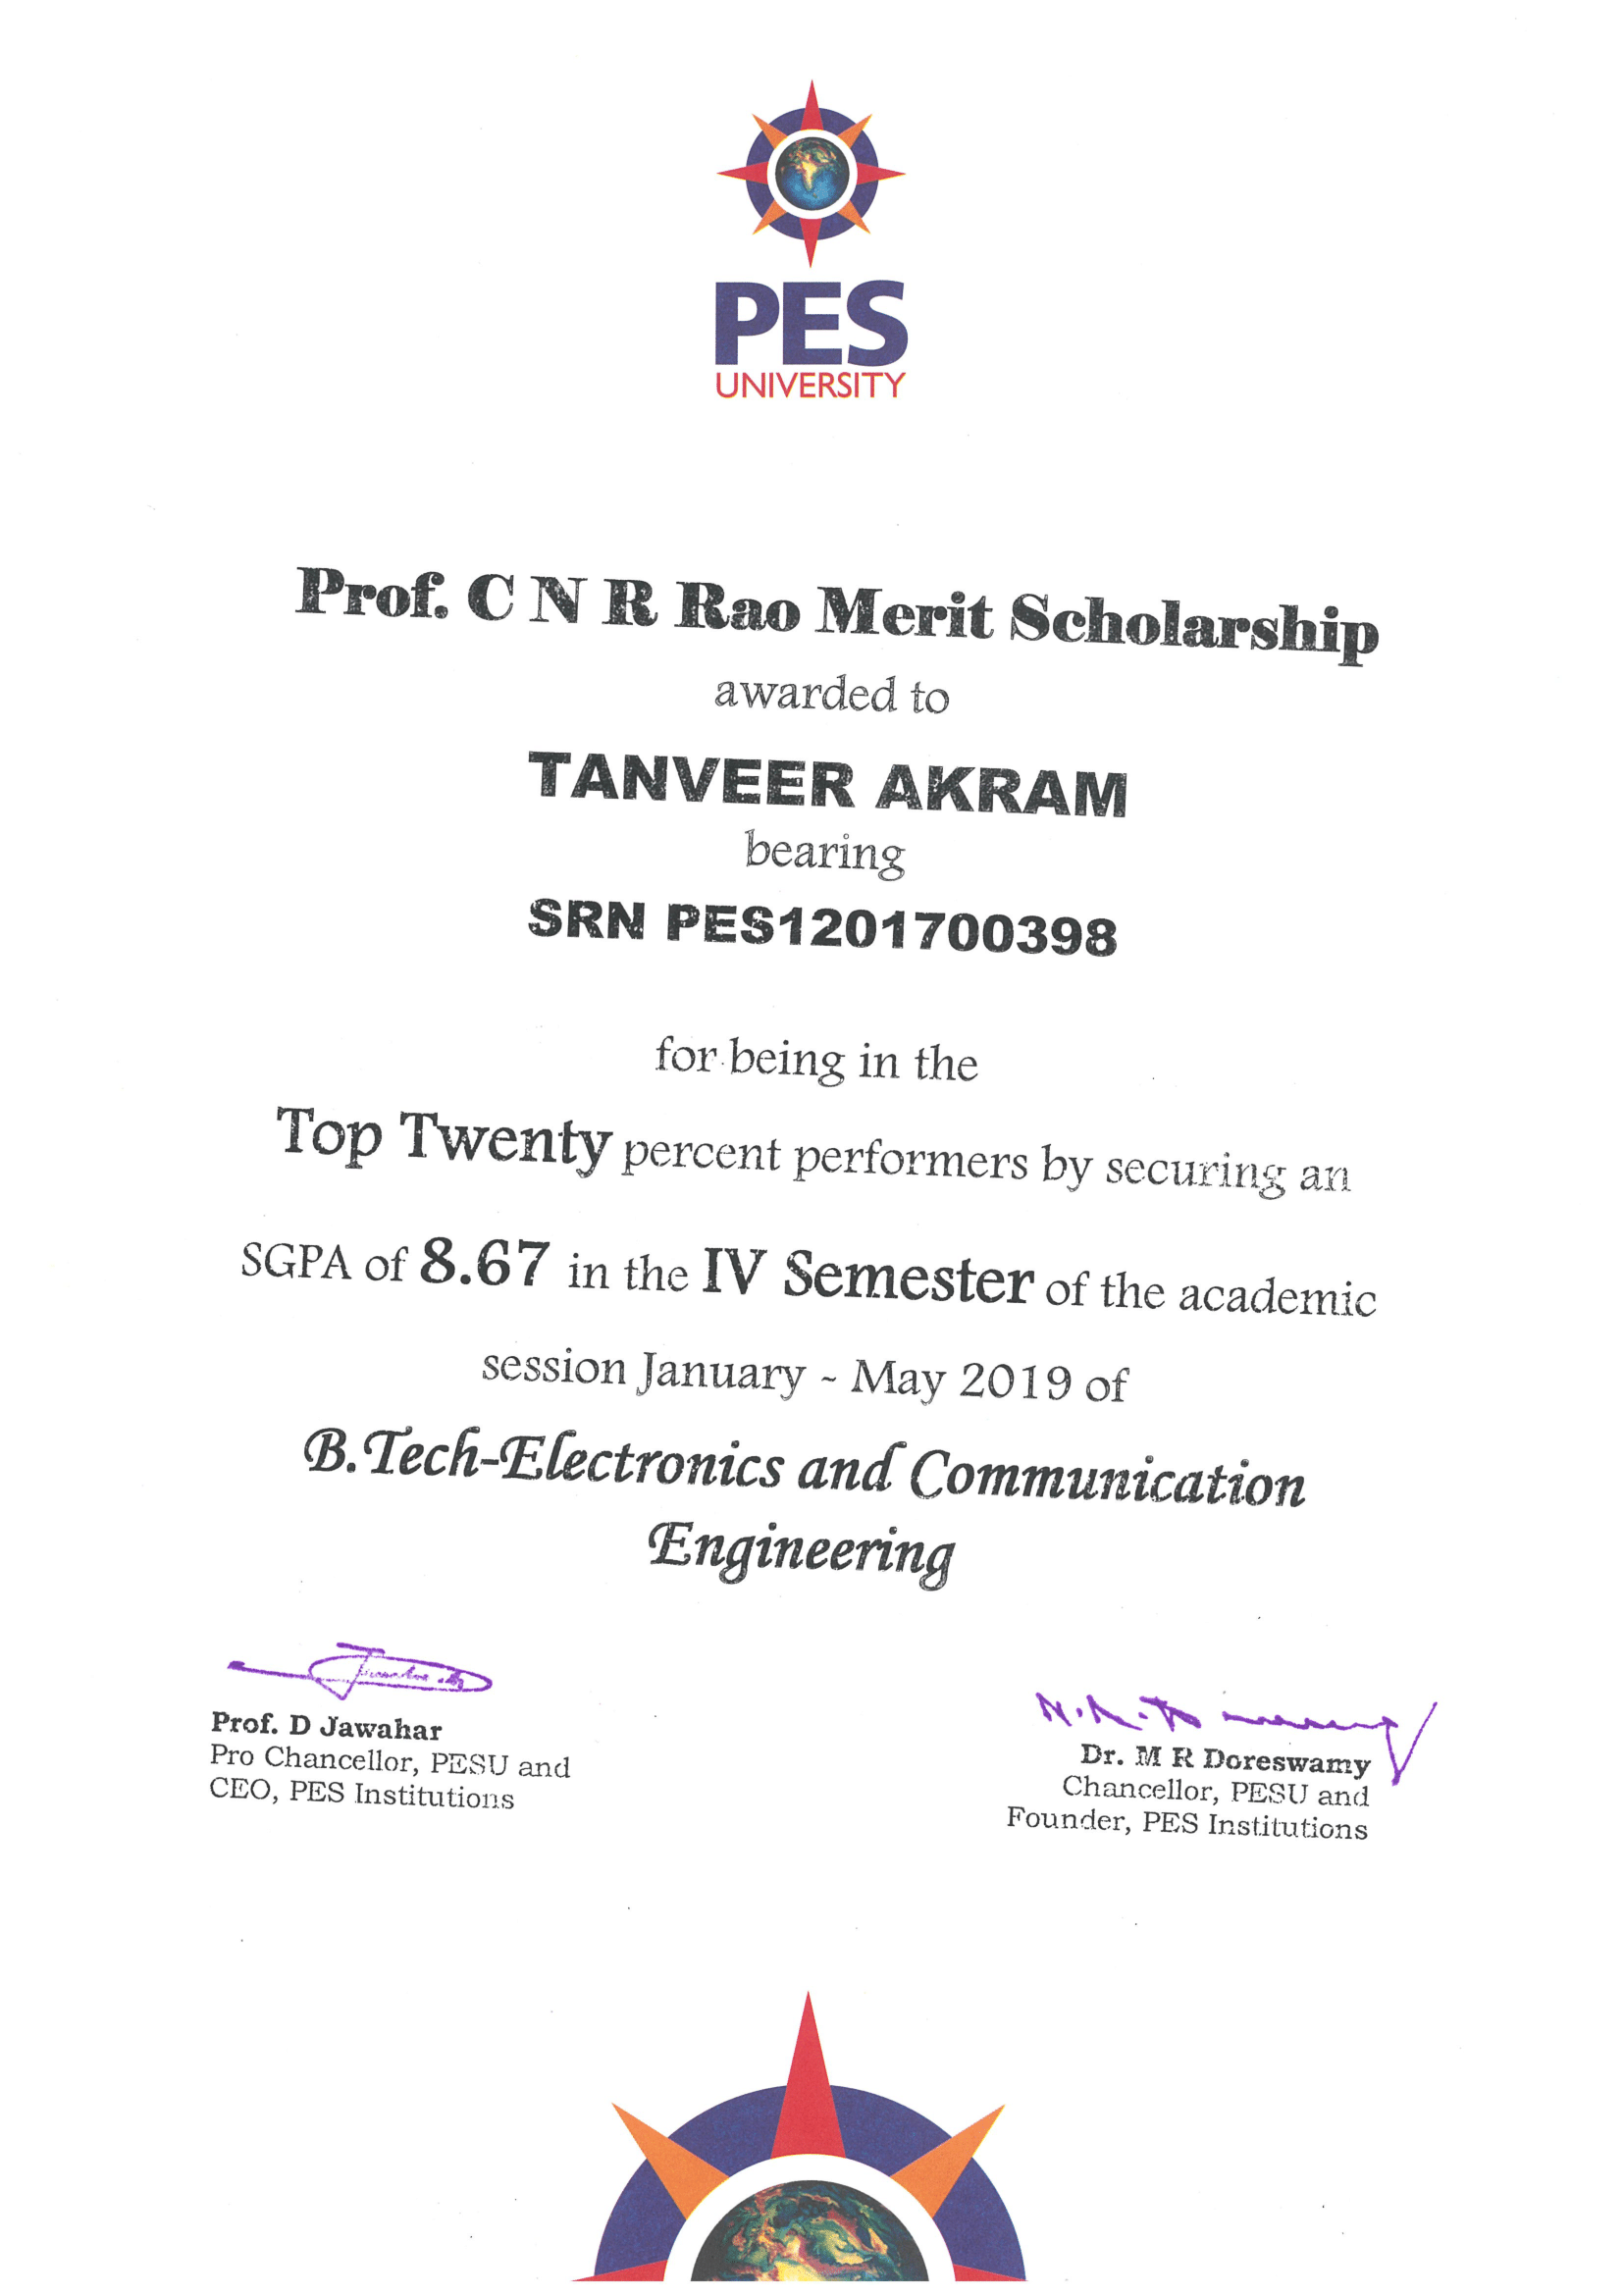 PES
UNIVERSITY
Prof. C N R Rao Merit Scholarship
awarded to
TANVEER AKRAM
bearing
SRN PES1201700398
for being in the
Top Twenty percent performers by securing an
SGPA of 8.67 in the IV Semester of the academic
session January - May 2019 of
B.Tech-Electronics and Communication
Engineering
Prof. D Jawahar
Pro Chancellor, PESU and
CEO, PES Institutions
Dr. M R Doreswamy
Chancellor, PESU and
Founder, PES Institutions